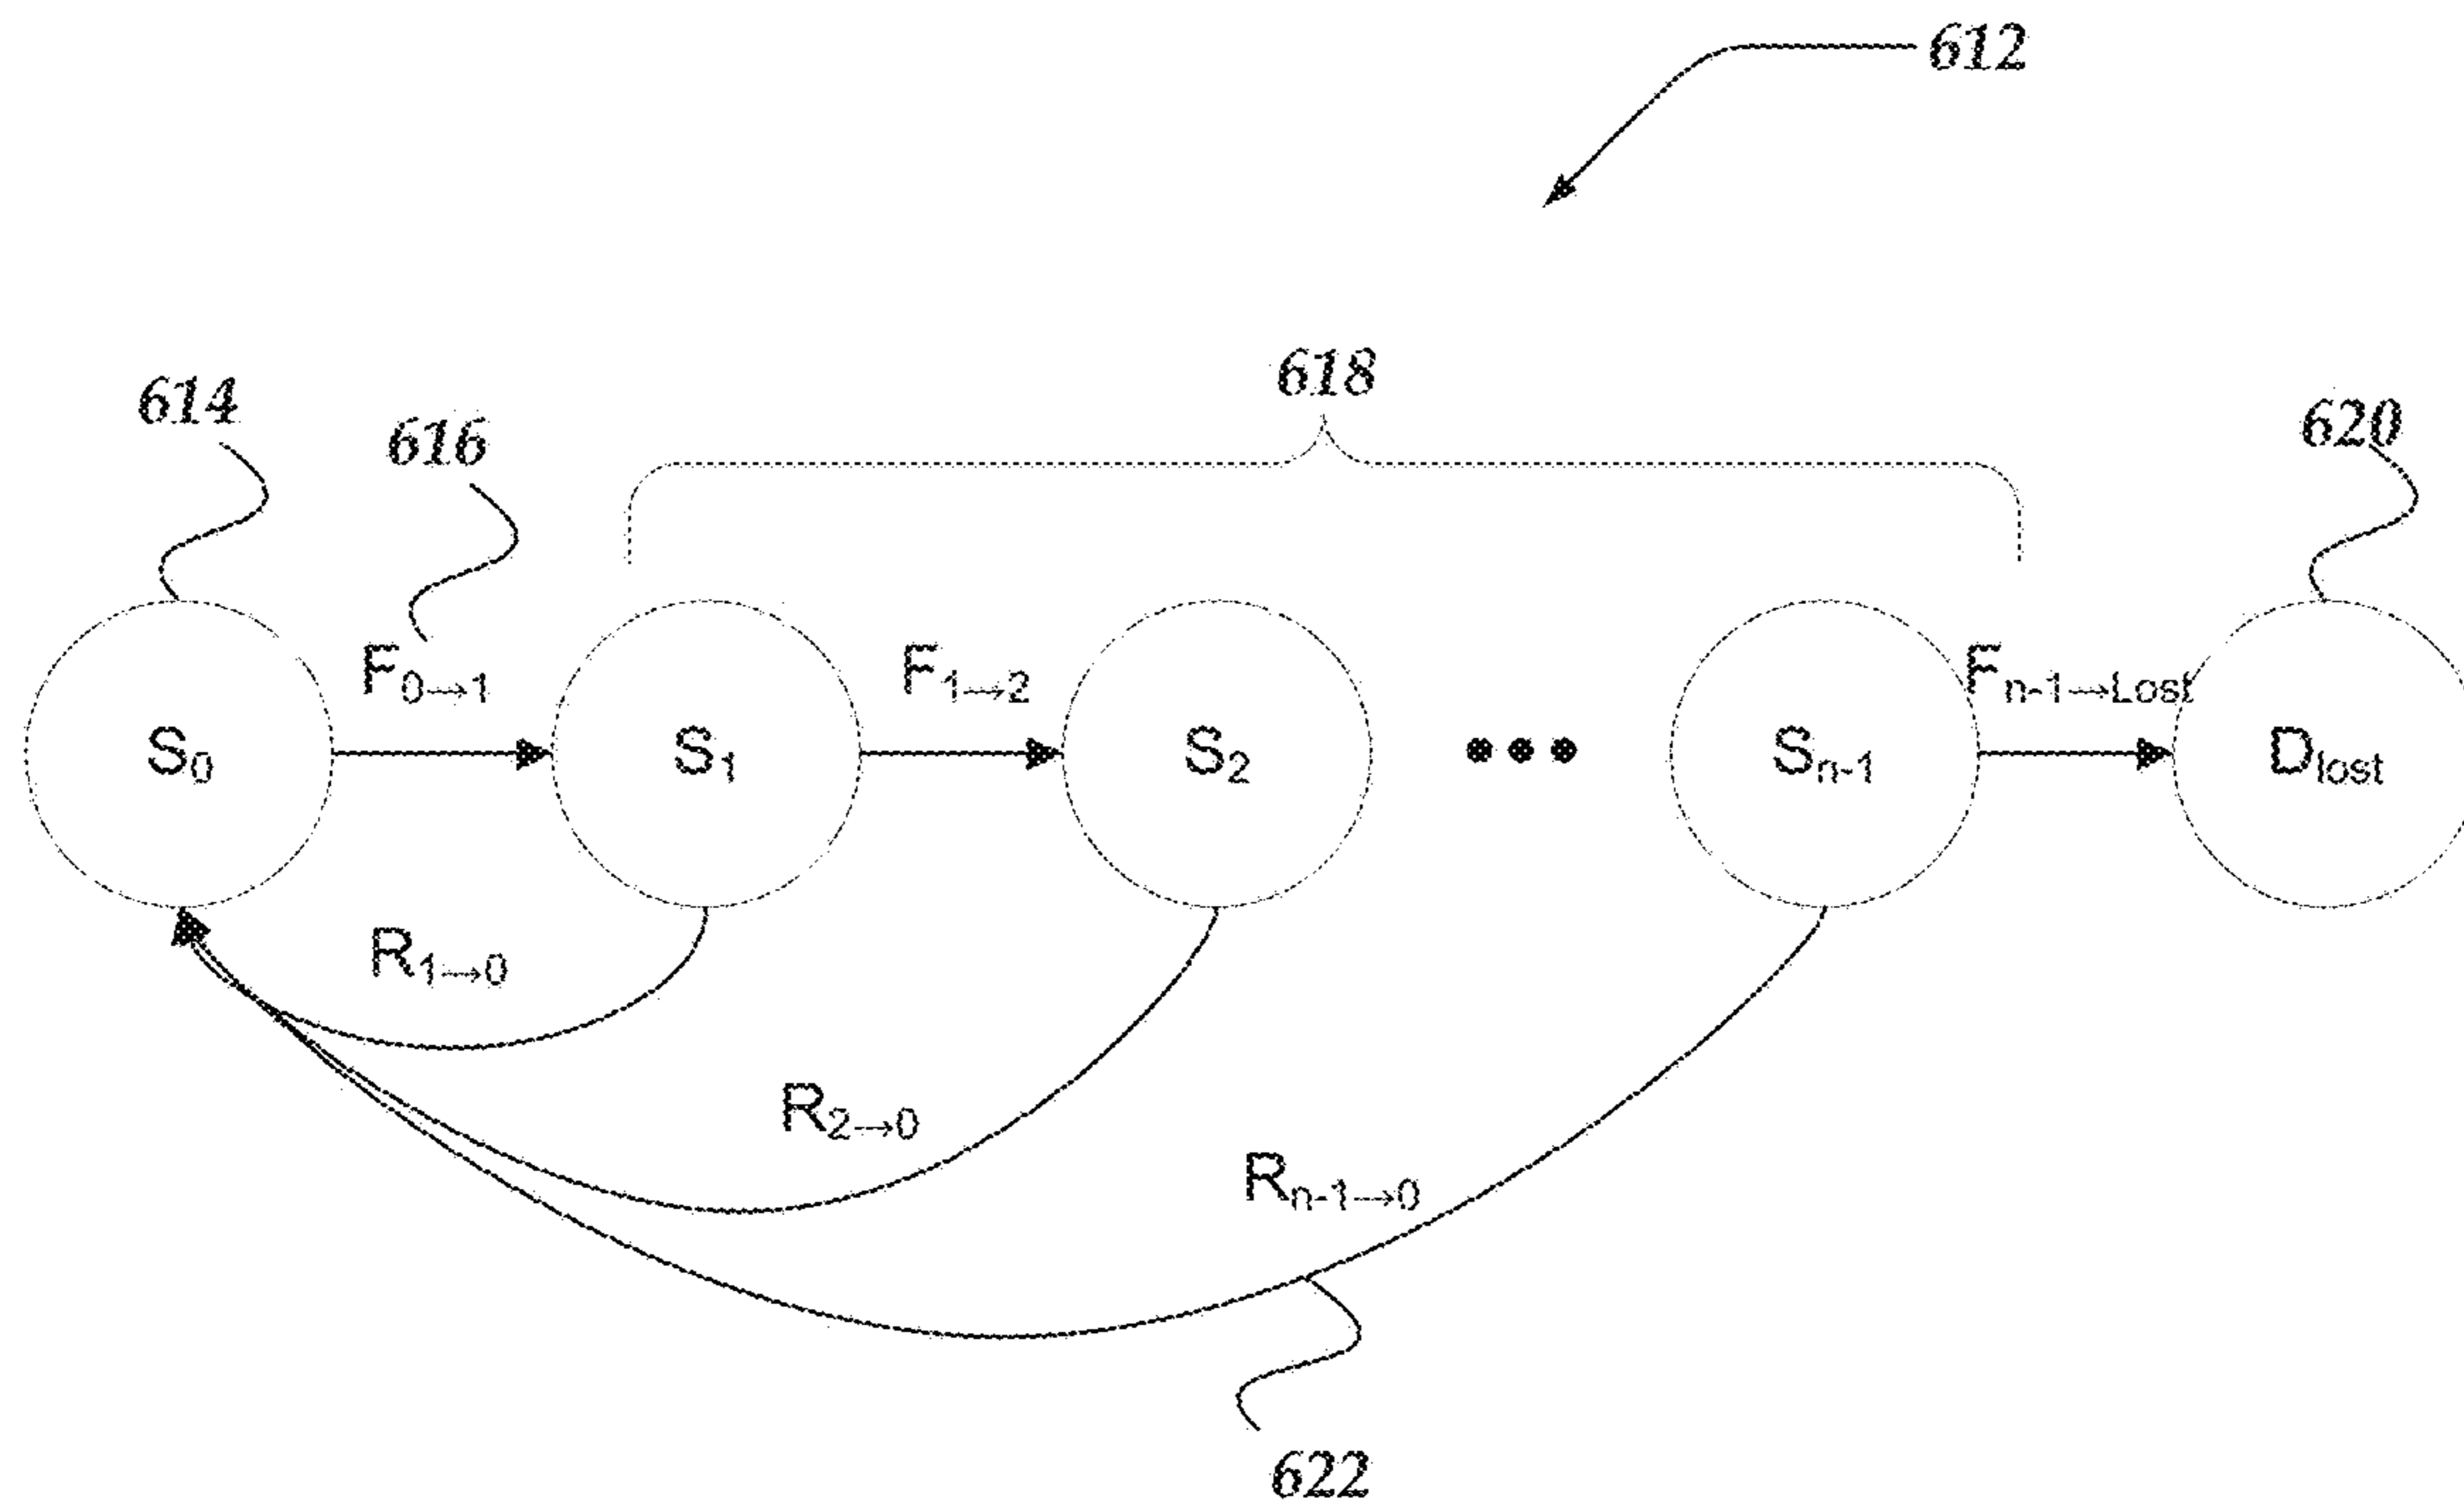 612
618
614
620
616
F0→1
F1→2
Fn-1→Lost
S0
S1
S2
•••
Sn-1
Dlost
R1→0
R2→0
Rn-1→0
622